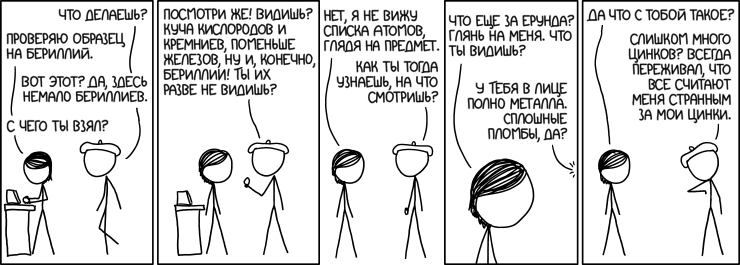 ЧТО ДЕЛАЕШЬ?
ПРОВЕРЯЮ ОБРАЗЕЦ
НА БЕРИЛЛИЙ.
ВОТ ЭТОТ? ДА, ЗДЕСЬ
НЕМАЛО БЕРИЛЛИЕВ.
С ЧЕГО ТЫ ВЗЯЛ?
ПОСМОТРИ ЖЕ! ВИДИШЬ?
КУЧА КИСЛОРОДОВ И
КРЕМНИЕВ, ПОМЕНЬШЕ
ЖЕЛЕЗОВ, НУ И, КОНЕЧНО,
БЕРИЛЛИЙ! ТЫ ИХ
РАЗВЕ НЕ ВИДИШЬ?
НЕТ, Я НЕ ВИЖУ
СПИСКА АТОМОВ,
ГЛЯДЯ НА ПРЕДМЕТ.
КАК ТЫ ТОГДА
УЗНАЕШЬ, НА ЧТО
СМОТРИШЬ?
ЧТО ЕЩЕ ЗА ЕРУНДА?
ГЛЯНЬ НА МЕНЯ. ЧТО
ТЫ ВИДИШЬ?
У ТЕБЯ В ЛИЦЕ
ПОЛНО МЕТАЛЛА.
СПЛОШНЫЕ
ПЛОМБЫ, ДА?
ДА ЧТО С ТОБОЙ ТАКОЕ?
СЛИШКОМ МНОГО
ЦИНКОВ? ВСЕГДА
ПЕРЕЖИВАЛ, ЧТО
ВСЕ СЧИТАЮТ
МЕНЯ СТРАННЫМ
ЗА МОИ ЦИНКИ.